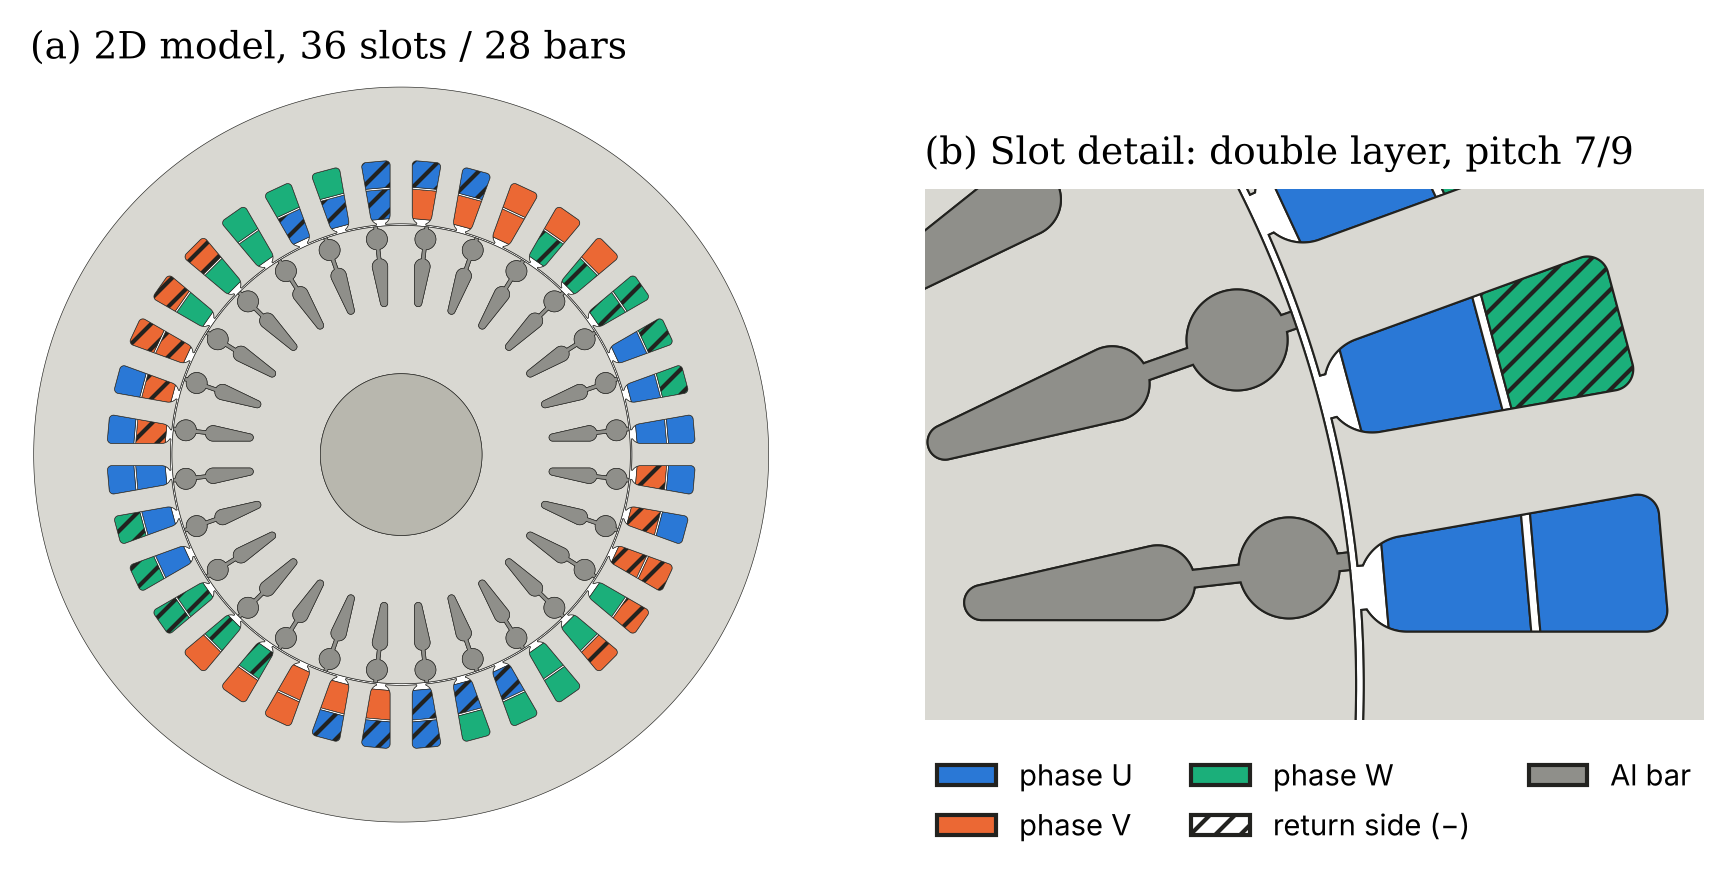 (a) 2D model, 36 slots / 28 bars
(b) Slot detail: double layer, pitch 7/9
phase U
phase W
Al bar
phase V
return side (−)